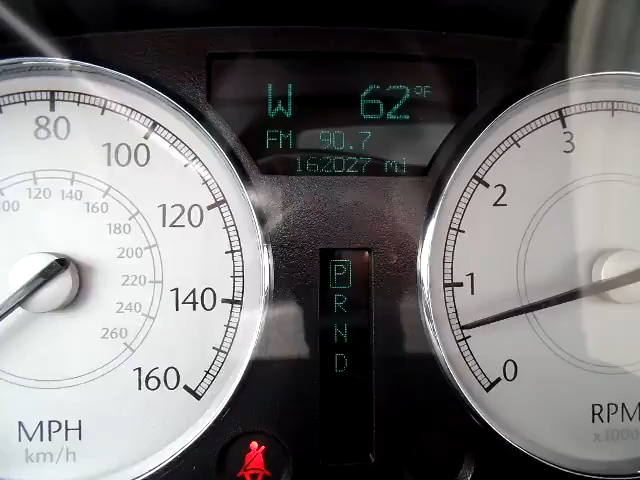 W 62°F
FM 90.7
162027 mi
P
R
N
D
80
100
120
140
160
100 120 140 160 180 200 220 240 260
MPH
km/h
3
2
1
0
RPM
x1000